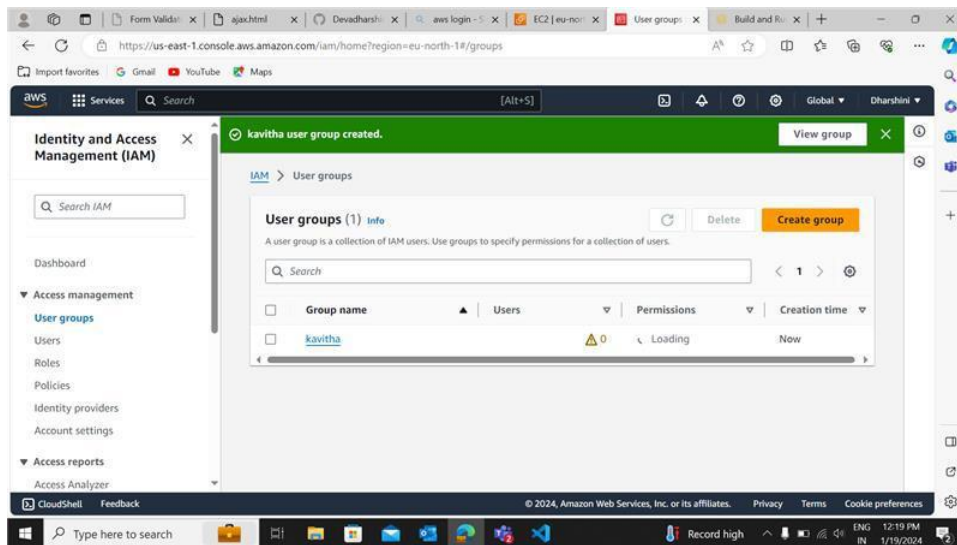 Form Valida
ajax.html
Devadharshi
aws login - S
EC2 | eu-nor
User groups
Build and Ru
https://us-east-1.console.aws.amazon.com/iam/home?region=eu-north-1#/groups
Import favorites
Gmail
YouTube
Maps
aws
Services
Search
[Alt+S]
Global
Dharshini
Identity and Access
Management (IAM)
Search IAM
Dashboard
Access management
User groups
Users
Roles
Policies
Identity providers
Account settings
Access reports
Access Analyzer
kavitha user group created.
View group
IAM > User groups
User groups (1) Info
Delete
Create group
A user group is a collection of IAM users. Use groups to specify permissions for a collection of users.
Search
1
Group name
Users
Permissions
Creation time
kavitha
0
Loading
Now
CloudShell
Feedback
© 2024, Amazon Web Services, Inc. or its affiliates.
Privacy
Terms
Cookie preferences
Type here to search
Record high
ENG
IN
12:19 PM
1/19/2024
2